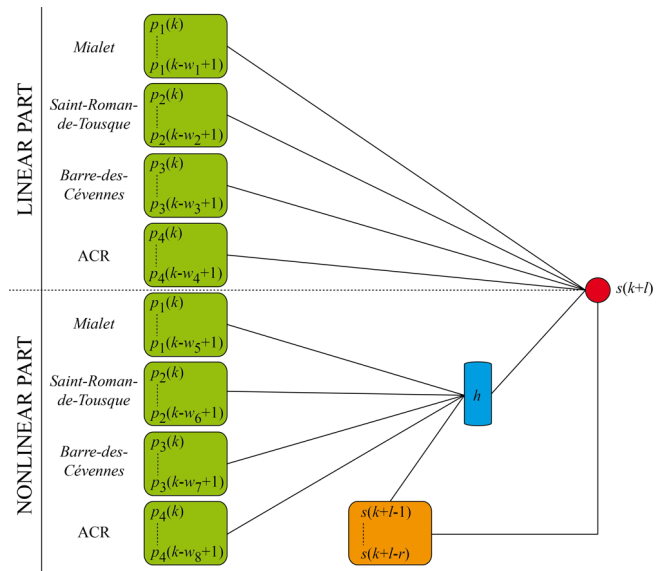 LINEAR PART
Mialet
p1(k)
p1(k-w1+1)
Saint-Roman-
de-Tousque
p2(k)
p2(k-w2+1)
Barre-des-
Cévennes
p3(k)
p3(k-w3+1)
ACR
p4(k)
p4(k-w4+1)
s(k+l)
NONLINEAR PART
Mialet
p1(k)
p1(k-w5+1)
Saint-Roman-
de-Tousque
p2(k)
p2(k-w6+1)
h
Barre-des-
Cévennes
p3(k)
p3(k-w7+1)
ACR
p4(k)
p4(k-w8+1)
s(k+l-1)
s(k+l-r)